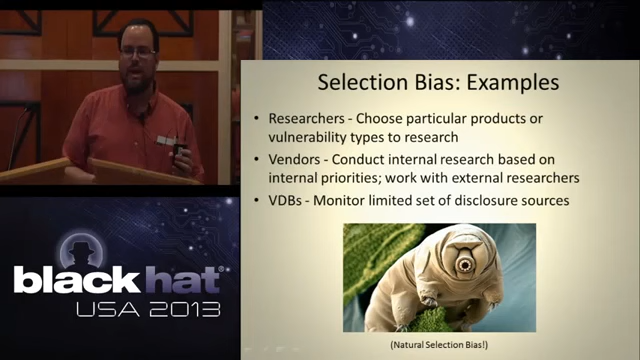 Selection Bias: Examples
• Researchers - Choose particular products or
vulnerability types to research
• Vendors - Conduct internal research based on
internal priorities; work with external researchers
• VDBs - Monitor limited set of disclosure sources
(Natural Selection Bias!)
black hat®
USA 2013